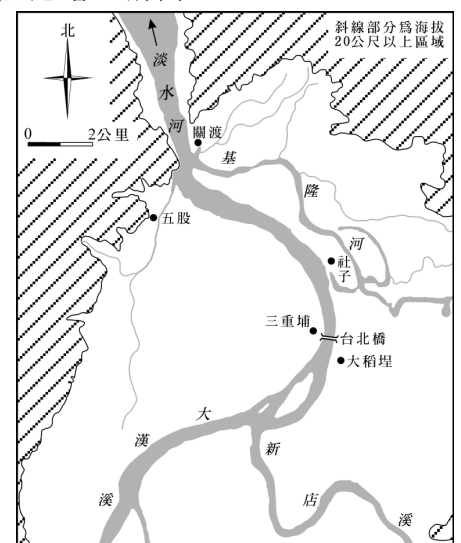 北
0 2公里
斜線部分爲海拔
20公尺以上區域
淡水河
關渡
基隆河
五股
社子
三重埔
台北橋
大稻埕
大漢溪
新店溪